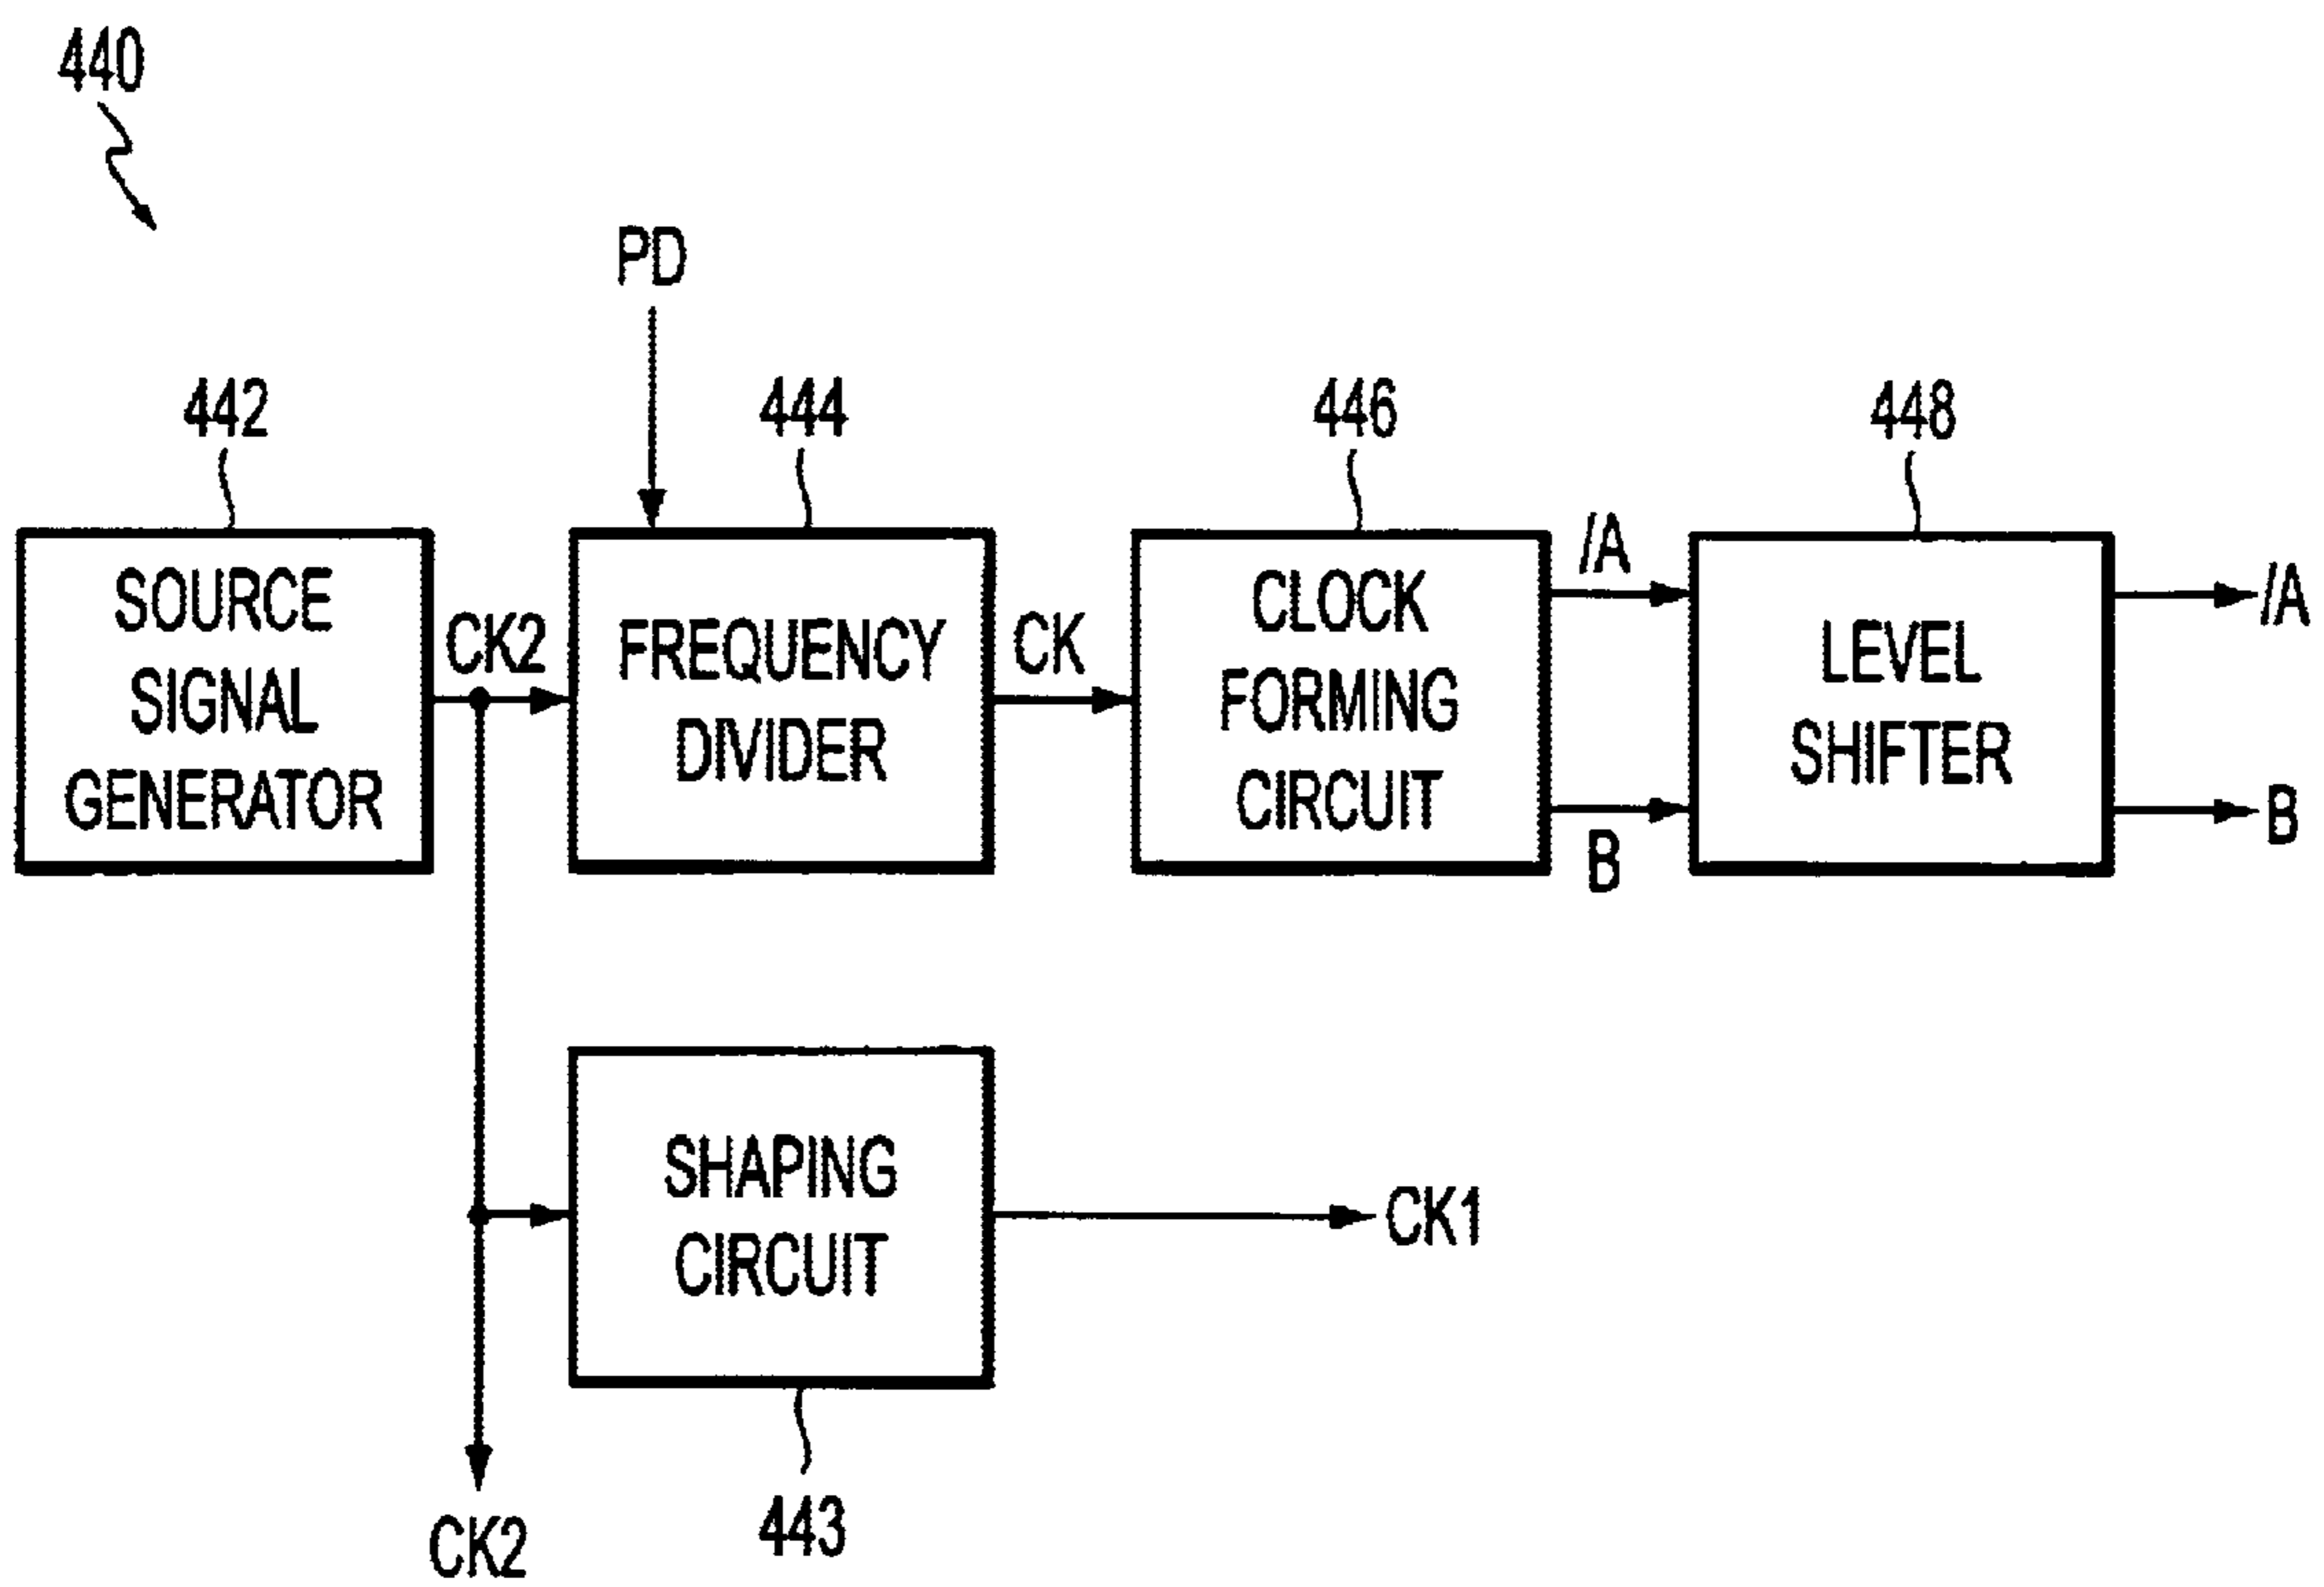 440
PD
442
444
446
448
SOURCE
SIGNAL
GENERATOR
CK2
FREQUENCY
DIVIDER
CK
CLOCK
FORMING
CIRCUIT
/A
B
LEVEL
SHIFTER
/A
B
SHAPING
CIRCUIT
CK1
443
CK2